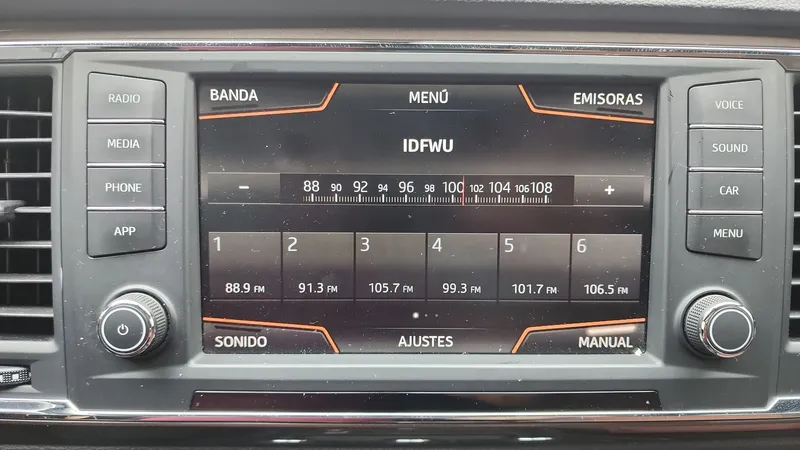 RADIO
MEDIA
PHONE
APP
BANDA MENÚ EMISORAS
IDFWU
- 88 90 92 94 96 98 100 102 104 106 108 +
1 2 3 4 5 6
88.9 FM 91.3 FM 105.7 FM 99.3 FM 101.7 FM 106.5 FM
SONIDO AJUSTES MANUAL
VOICE
SOUND
CAR
MENU